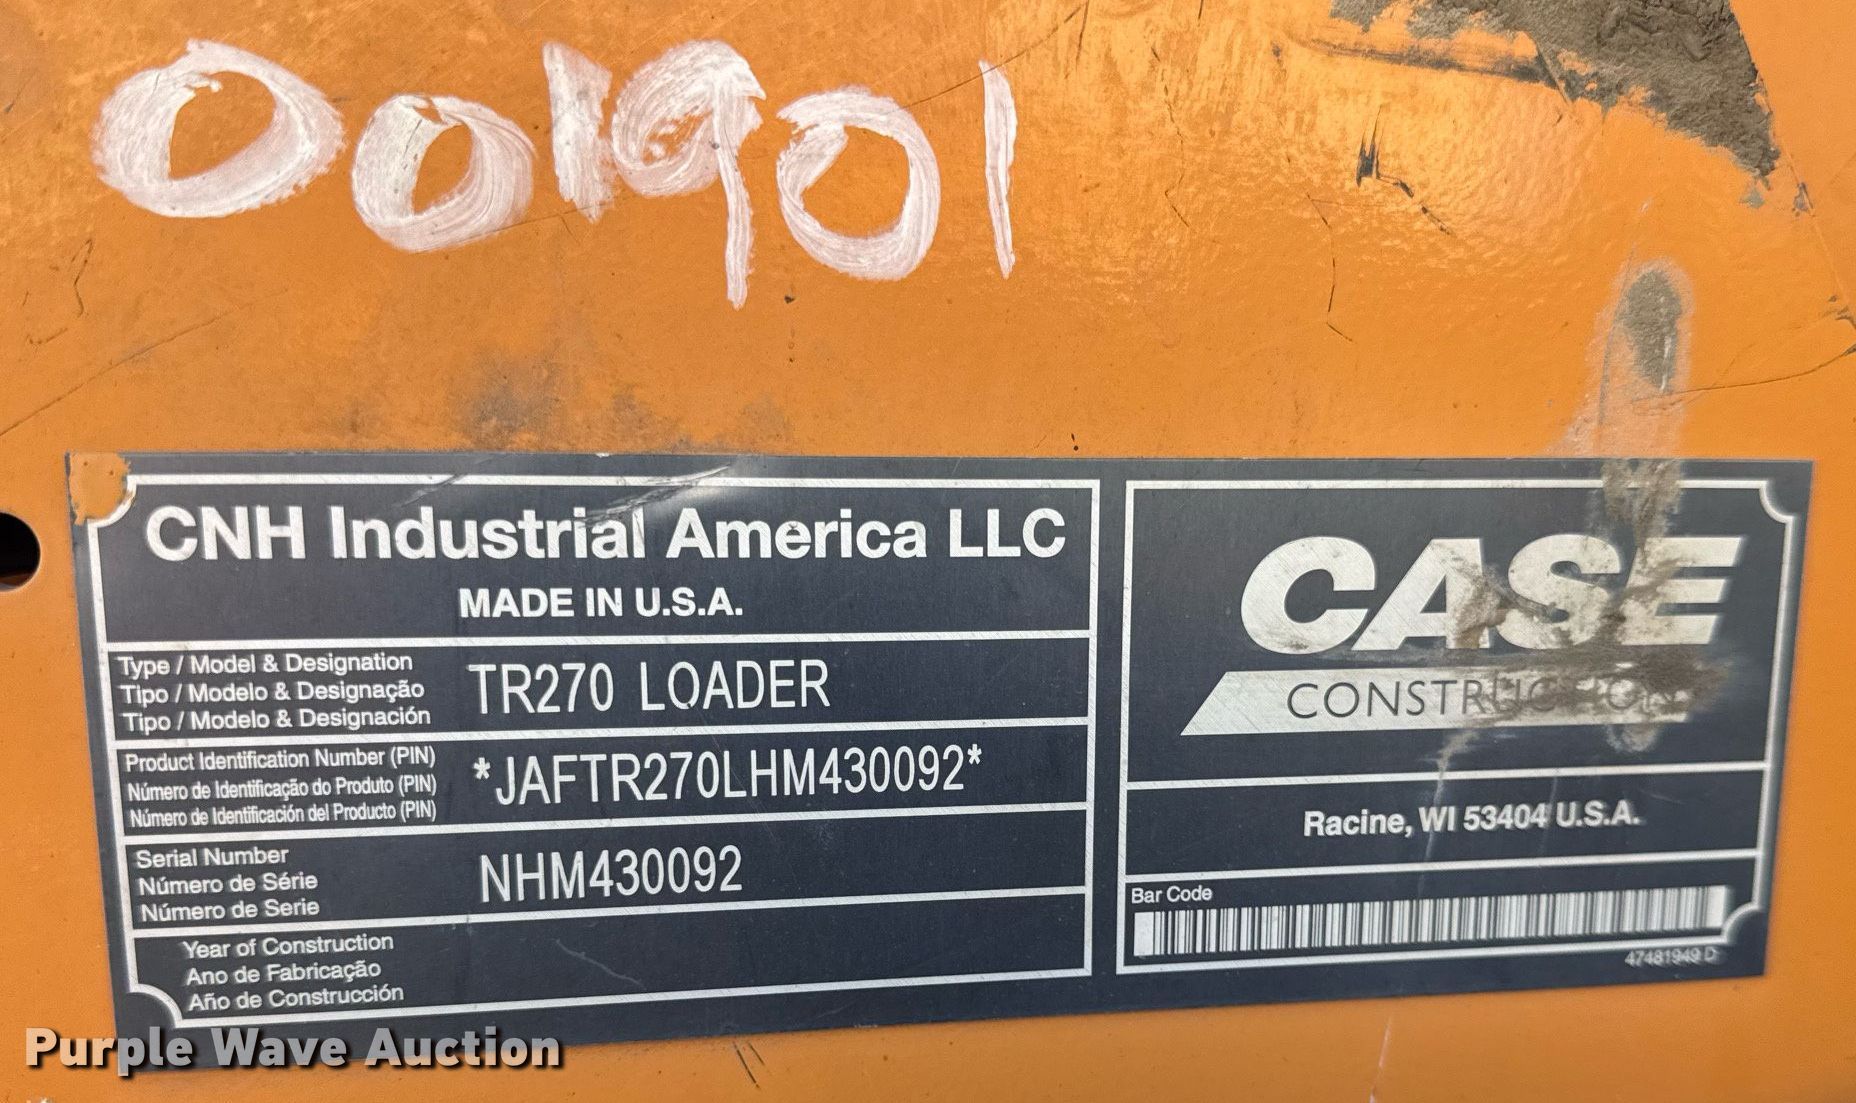 001901
CNH Industrial America LLC
MADE IN U.S.A.
Type / Model & Designation
Tipo / Modelo & Designação
Tipo / Modelo & Designación
TR270 LOADER
Product Identification Number (PIN)
Número de Identificação do Produto (PIN)
Número de Identificación del Producto (PIN)
*JAFTR270LHM430092*
Serial Number
Número de Série
Número de Serie
NHM430092
Year of Construction
Ano de Fabricação
Año de Construcción
CASE
CONSTRUCTION
Racine, WI 53404 U.S.A.
Bar Code
47481949 D
Purple Wave Auction